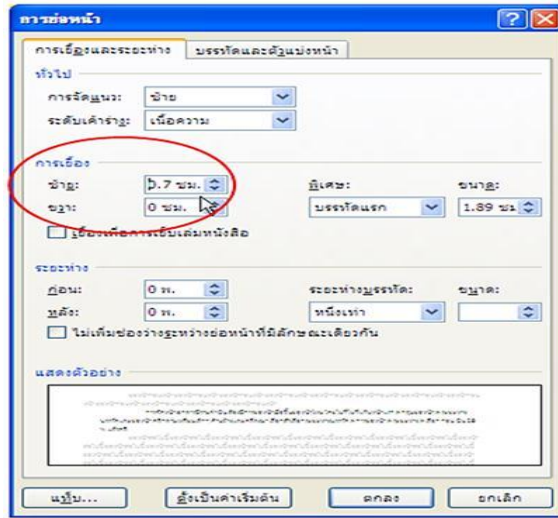 การย่อหน้า
การเยื้องและระยะห่าง บรรทัดและตัวแบ่งหน้า
ทั่วไป
การจัดแนว: ซ้าย
ระดับเค้าร่าง: เนื้อความ
การเยื้อง
ซ้าย: 0.7 ซม. พิเศษ: ขนาด:
ขวา: 0 ซม. บรรทัดแรก 1.89 ซม
เยื้องเพื่อการเย็บเล่มหนังสือ
ระยะห่าง
ก่อน: 0 พ. ระยะห่างบรรทัด: ขนาด:
หลัง: 0 พ. หนึ่งเท่า
ไม่เพิ่มช่องว่างระหว่างย่อหน้าที่มีลักษณะเดียวกัน
แสดงตัวอย่าง
แท็บ... ตั้งเป็นค่าเริ่มต้น ตกลง ยกเลิก